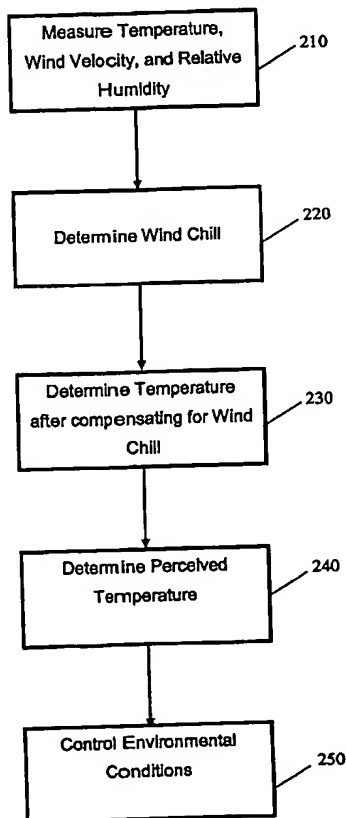 Measure Temperature,
Wind Velocity, and Relative
Humidity
210
Determine Wind Chill
220
Determine Temperature
after compensating for Wind
Chill
230
Determine Perceived
Temperature
240
Control Environmental
Conditions
250